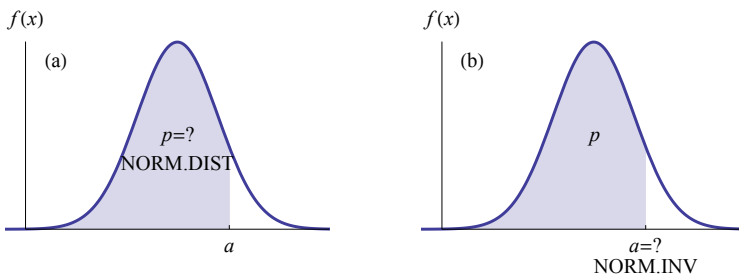 f(x)
(a)
p=?
NORM.DIST
a
f(x)
(b)
p
a=?
NORM.INV